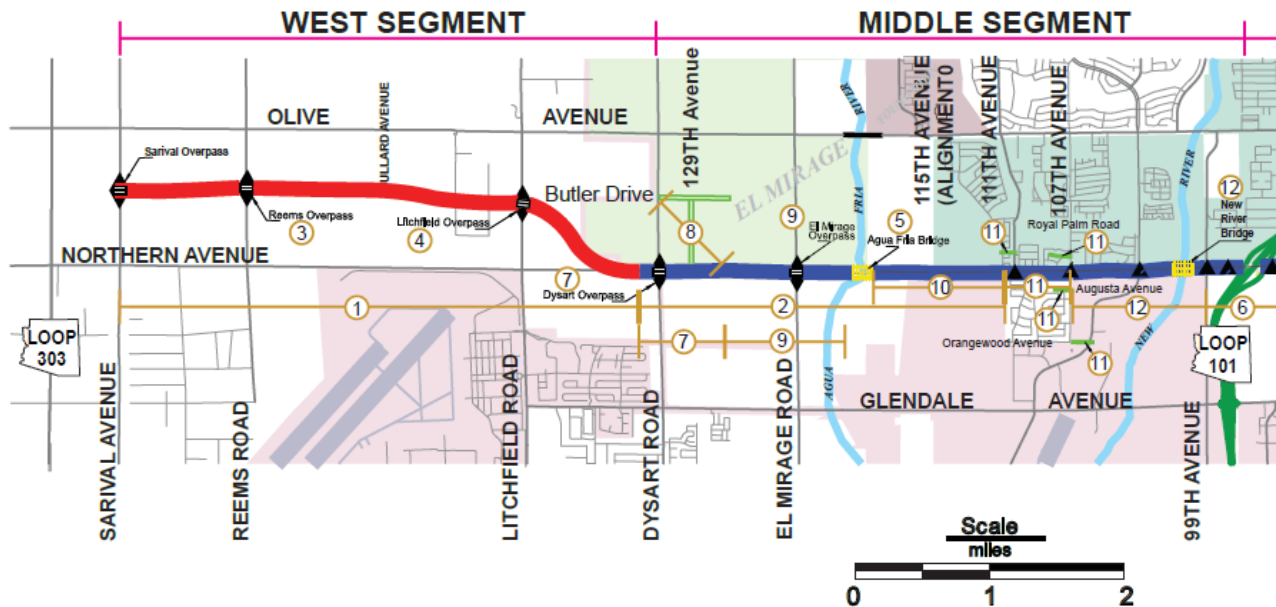 WEST SEGMENT
MIDDLE SEGMENT
OLIVE
AVENUE
ULLARD AVENUE
129TH Avenue
RIVER
115TH AVENUE
(ALIGNMENT0
111TH AVENUE
107TH AVENUE
RIVER
Sarival Overpass
Reems Overpass
3
4
Litchfield Overpass
Butler Drive
EL MIRAGE
8
9
El Mirage
Overpass
FRIA
5
Agua Fria Bridge
Royal Palm Road
11
11
12
New
River
Bridge
NORTHERN AVENUE
7
Dysart Overpass
1
2
10
11
11
Augusta Avenue
12
6
7
9
Orangewood Avenue
11
NEW
AGUA
LOOP
303
LOOP
101
GLENDALE
AVENUE
SARIVAL AVENUE
REEMS ROAD
LITCHFIELD ROAD
DYSART ROAD
EL MIRAGE ROAD
99TH AVENUE
Scale
miles
0
1
2